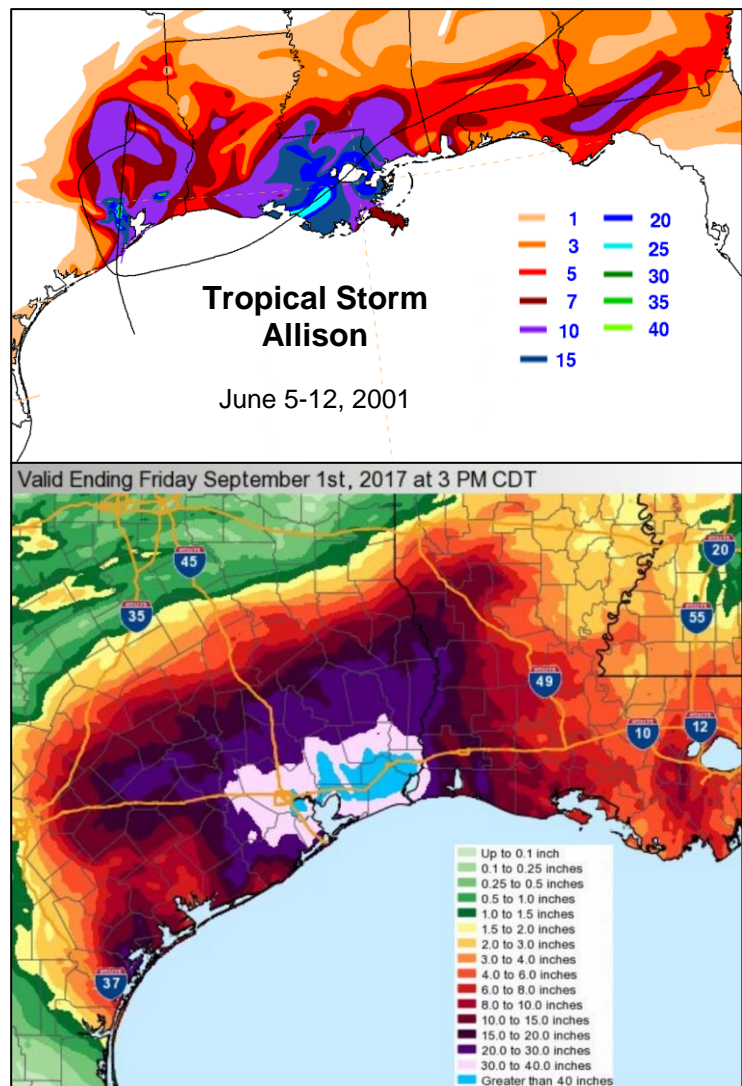 1 20
3 25
5 30
7 35
10 40
15
Tropical Storm
Allison
June 5-12, 2001
Valid Ending Friday September 1st, 2017 at 3 PM CDT
20
45
35
55
49
10
12
37
Up to 0.1 inch
0.1 to 0.25 inches
0.25 to 0.5 inches
0.5 to 1.0 inches
1.0 to 1.5 inches
1.5 to 2.0 inches
2.0 to 3.0 inches
3.0 to 4.0 inches
4.0 to 6.0 inches
6.0 to 8.0 inches
8.0 to 10.0 inches
10.0 to 15.0 inches
15.0 to 20.0 inches
20.0 to 30.0 inches
30.0 to 40.0 inches
Greater than 40 inches